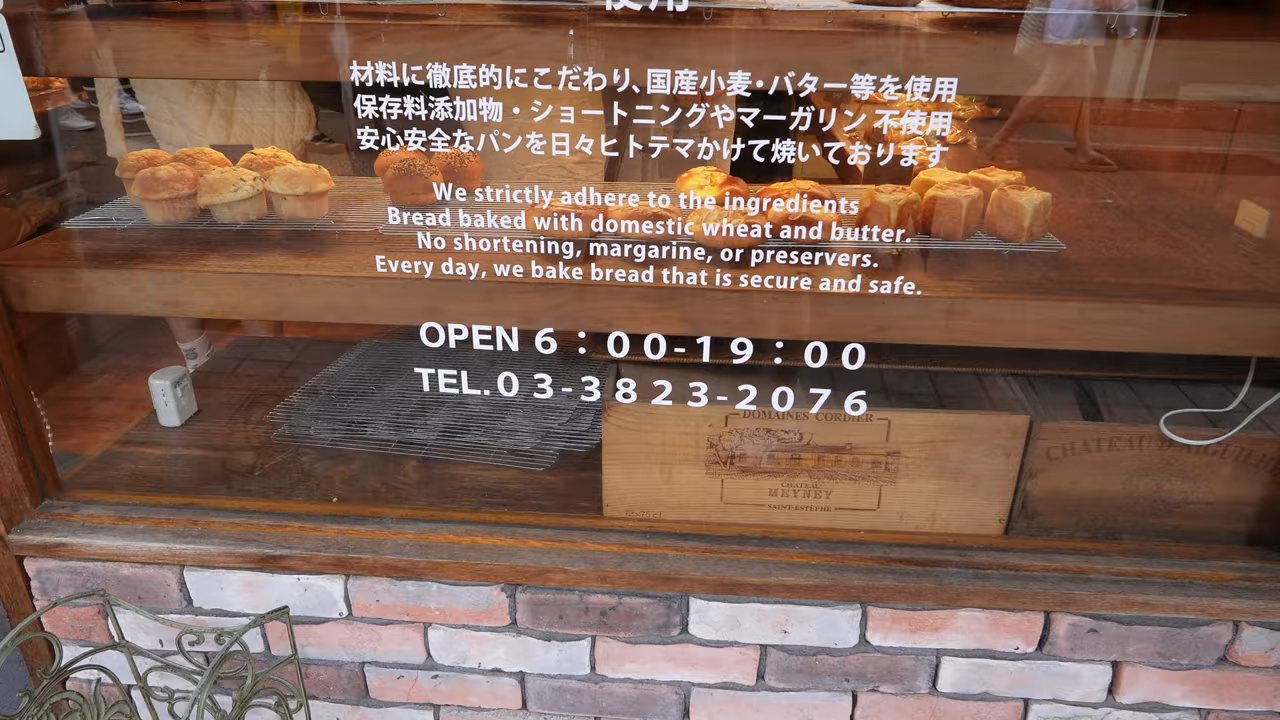 使用
材料に徹底的にこだわり、国産小麦・バター等を使用
保存料添加物・ショートニングやマーガリン 不使用
安心安全なパンを日々ヒトテマかけて焼いております
We strictly adhere to the ingredients
Bread baked with domestic wheat and butter.
No shortening, margarine, or preservers.
Every day, we bake bread that is secure and safe.
OPEN 6：00-19：00
TEL.03-3823-2076
DOMAINES CORDIER
CHATEAU
MEYNEY
SAINT-ESTÈPHE
CHATEAU D'AIGUILHE